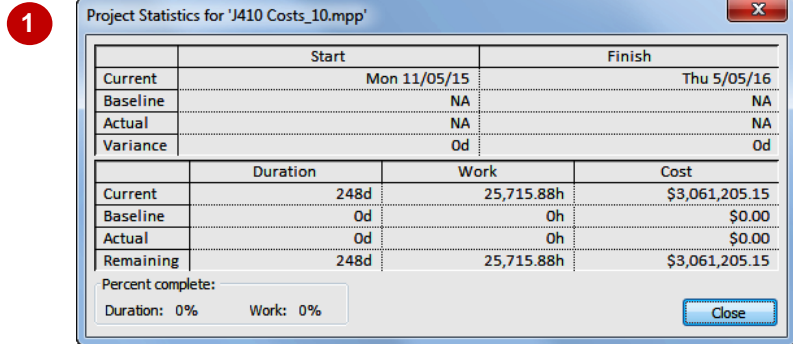 1
Project Statistics for 'J410 Costs_10.mpp'
x
Start Finish
Current Mon 11/05/15 Thu 5/05/16
Baseline NA NA
Actual NA NA
Variance 0d 0d
Duration Work Cost
Current 248d 25,715.88h $3,061,205.15
Baseline 0d 0h $0.00
Actual 0d 0h $0.00
Remaining 248d 25,715.88h $3,061,205.15
Percent complete:
Duration: 0% Work: 0%
Close